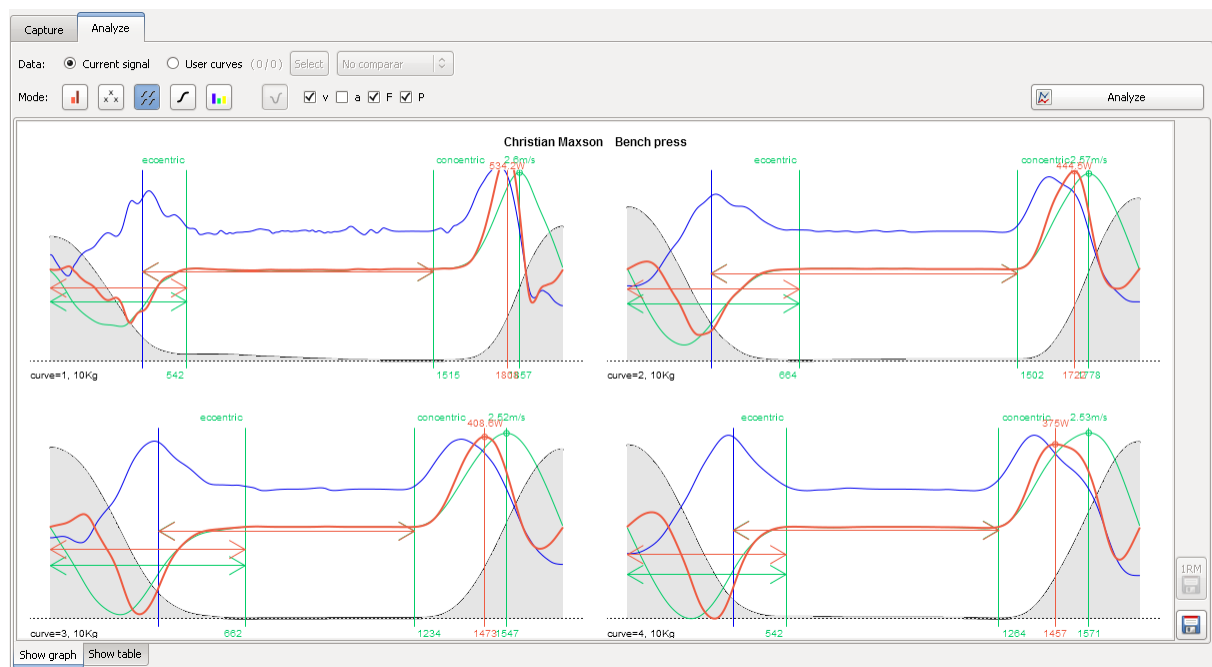 Capture
Analyze
Data:
Current signal
User curves
(0/0)
Select
No comparar
Mode:
v
a
F
P
Analyze
Christian Maxson Bench press
eccentric
concentric
2.6m/s
534.2W
542
1515
1857
curve=1, 10Kg
eccentric
concentric
2.57m/s
444.5W
664
1502
1778
curve=2, 10Kg
eccentric
concentric
2.52m/s
408.6W
662
1234
1473
1547
curve=3, 10Kg
eccentric
concentric
2.53m/s
375W
542
1264
1457
1571
curve=4, 10Kg
1RM
Show graph
Show table